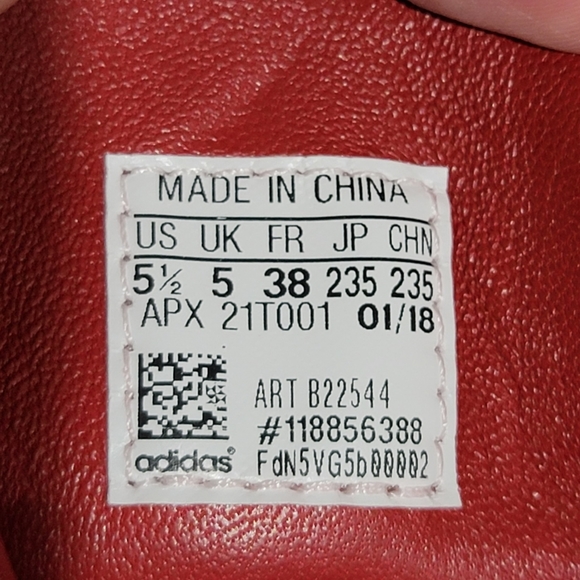 MADE IN CHINA
US UK FR JP CHN
5½ 5 38 235 235
APX 21T001 01/18
ART B22544
#118856388
adidas® FdN5VG5b00002